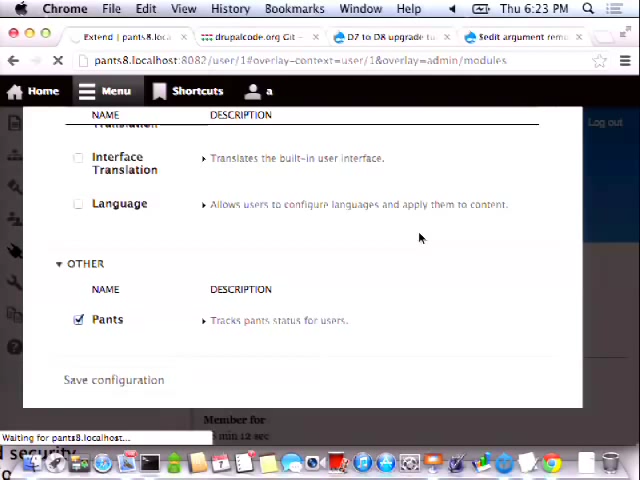 Chrome File Edit View History Bookmarks Window Help Thu 6:23 PM
Extend | pants8.loca drupalcode.org Git - D7 to D8 upgrade tu $edit argument rem
pants8.localhost:8082/user/1#overlay-context=user/1&overlay=admin/modules
Home Menu Shortcuts a
Log out
NAME DESCRIPTION
Translation
Interface Translation Translates the built-in user interface.
Language Allows users to configure languages and apply them to content.
OTHER
NAME DESCRIPTION
Pants Tracks pants status for users.
Save configuration
Member for
min 12 sec
Waiting for pants8.localhost...
security